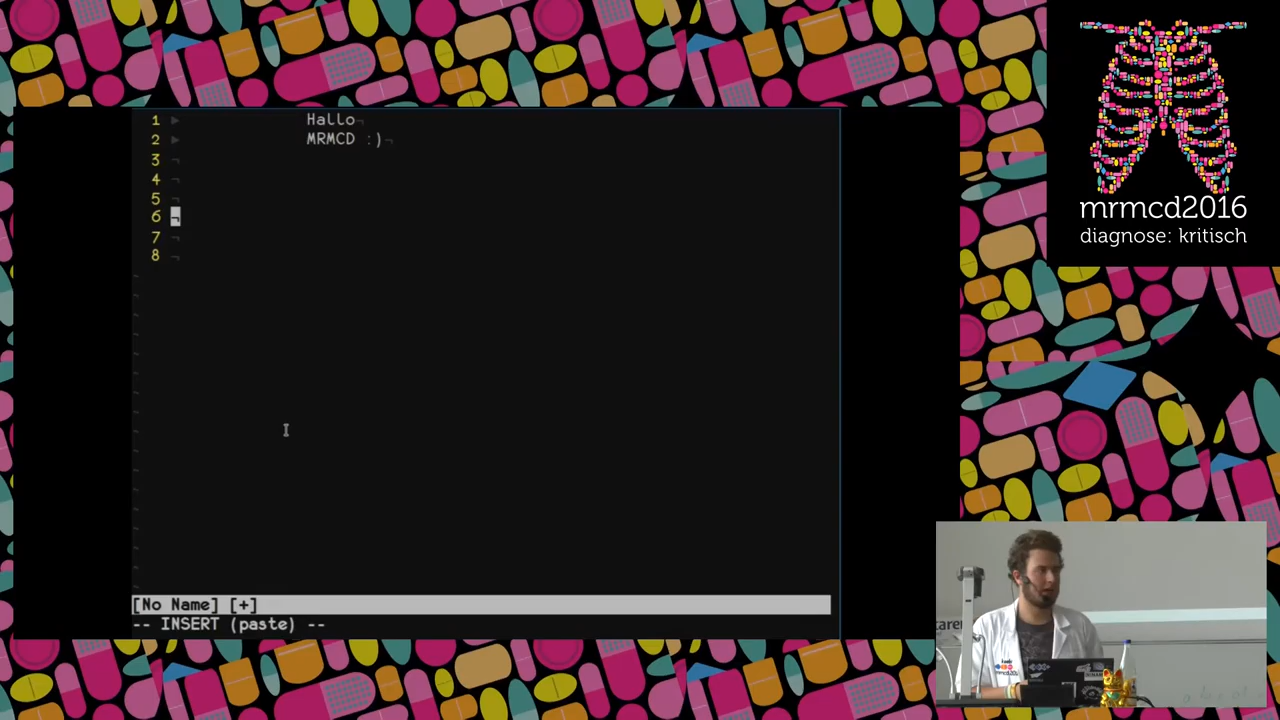 1 Hallo
2 MRMCD :)
3
4
5
6
7
8
[No Name] [+]
-- INSERT (paste) --
mrmcd2016
diagnose: kritisch